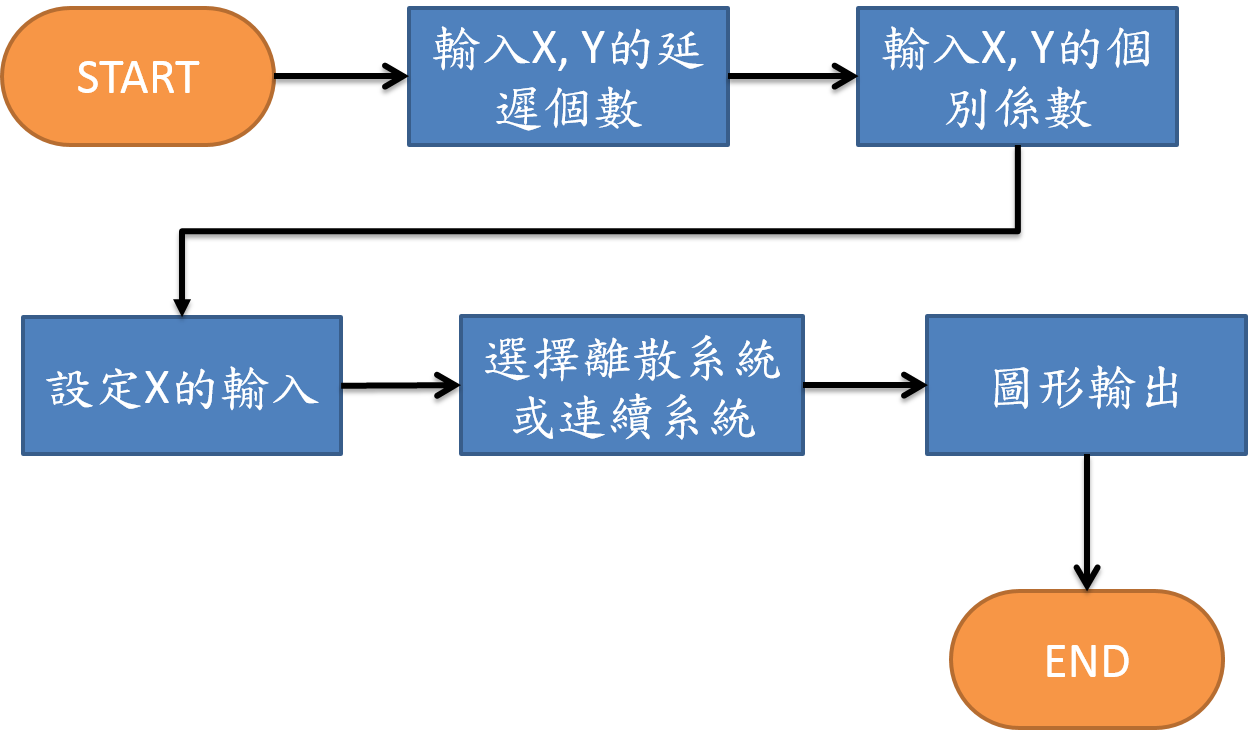 START
輸入X, Y的延
遲個數
輸入X, Y的個
別係數
設定X的輸入
選擇離散系統
或連續系統
圖形輸出
END